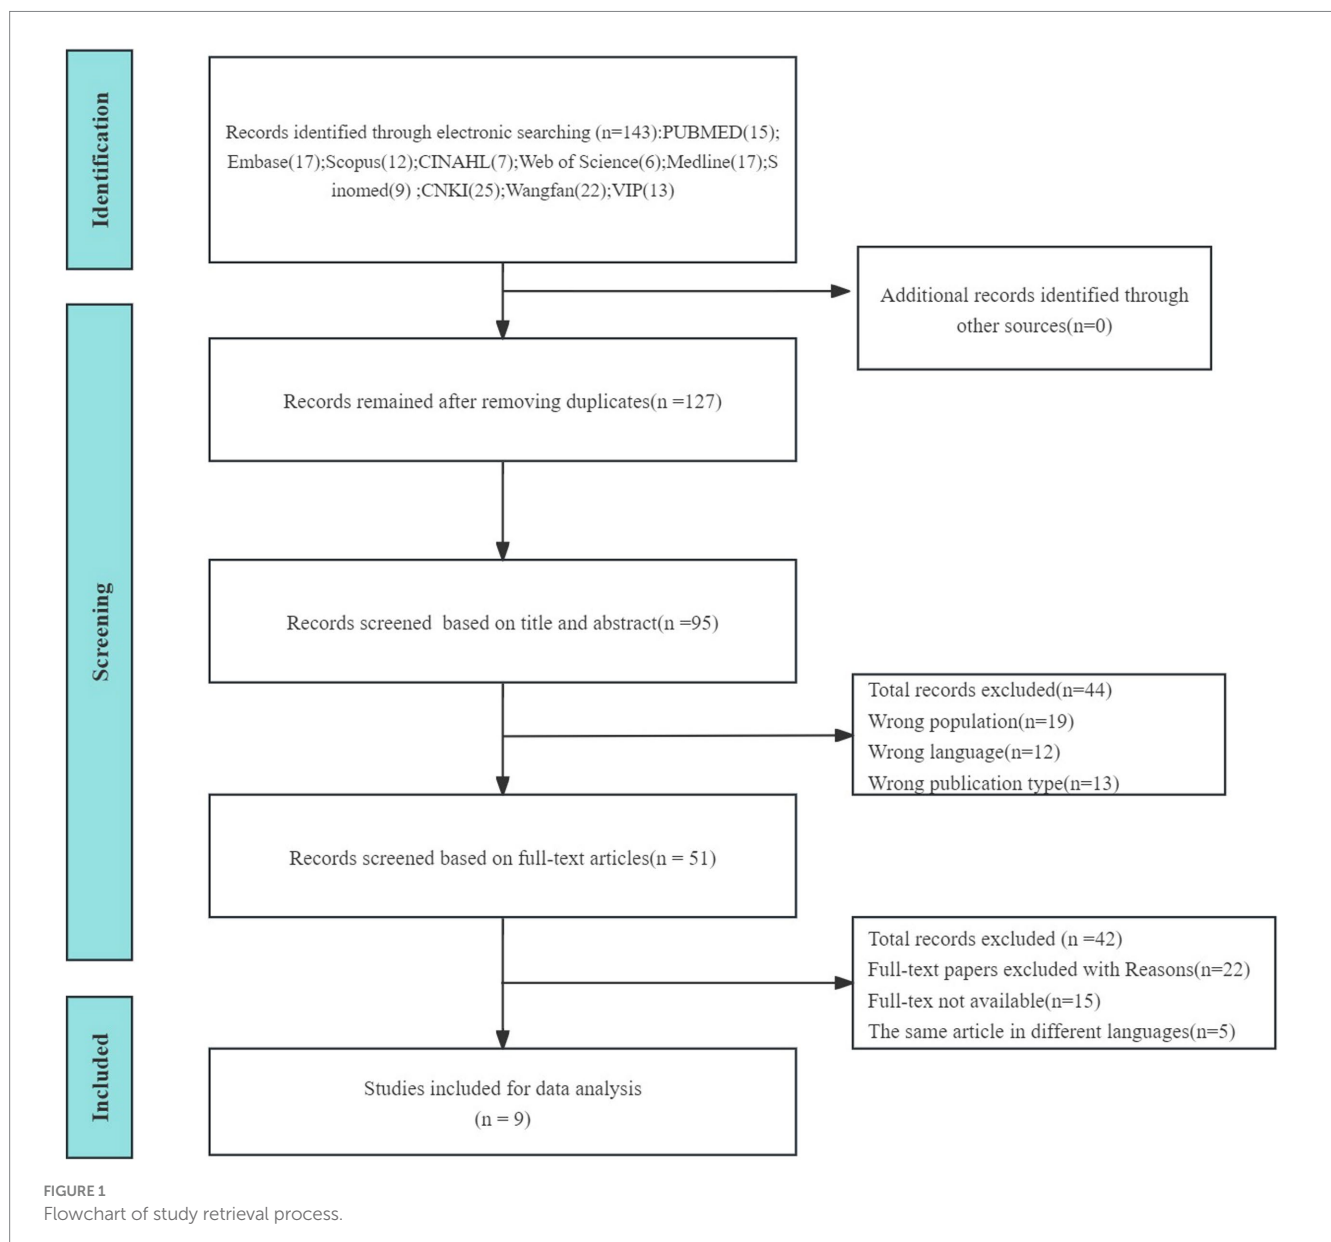 Identification
Records identified through electronic searching (n=143):PUBMED(15);
Embase(17);Scopus(12);CINAHL(7);Web of Science(6);Medline(17);S
inomed(9) ;CNKI(25);Wangfan(22);VIP(13)
Additional records identified through
other sources(n=0)
Screening
Records remained after removing duplicates(n =127)
Records screened  based on title and abstract(n =95)
Total records excluded(n=44)
Wrong population(n=19)
Wrong language(n=12)
Wrong publication type(n=13)
Records screened based on full-text articles(n = 51)
Total records excluded (n =42)
Full-text papers excluded with Reasons(n=22)
Full-tex not available(n=15)
The same article in different languages(n=5)
Included
Studies included for data analysis
(n = 9)
FIGURE 1
Flowchart of study retrieval process.